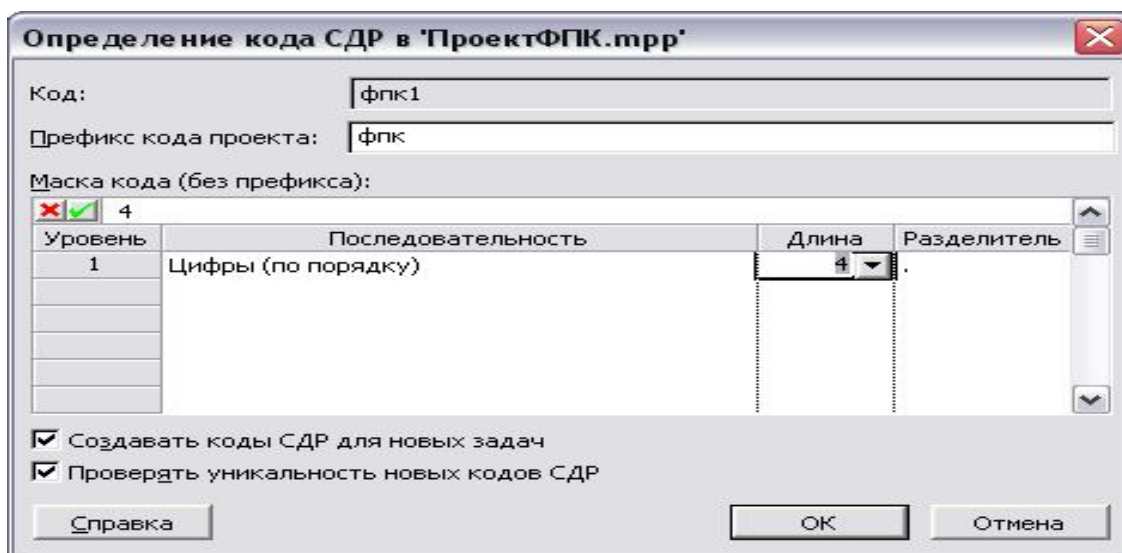 Определение кода СДР в 'ПроектФПК.mpp'
Код: фпк1
Префикс кода проекта: фпк
Маска кода (без префикса):
4
Уровень Последовательность Длина Разделитель
1 Цифры (по порядку) 4 .
Создавать коды СДР для новых задач
Проверять уникальность новых кодов СДР
Справка ОК Отмена